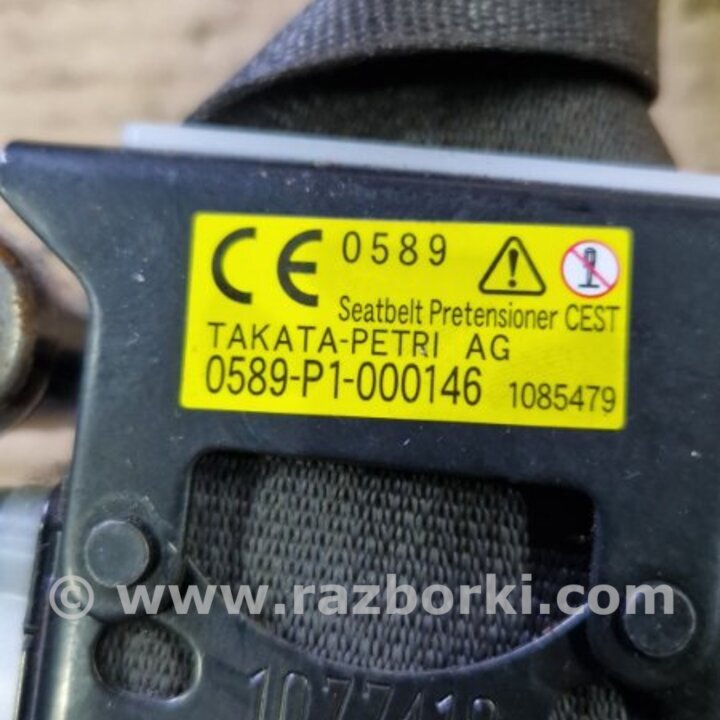 CE 0589
Seatbelt Pretensioner CEST
TAKATA-PETRI AG
0589-P1-000146 1085479
© www.razborki.com